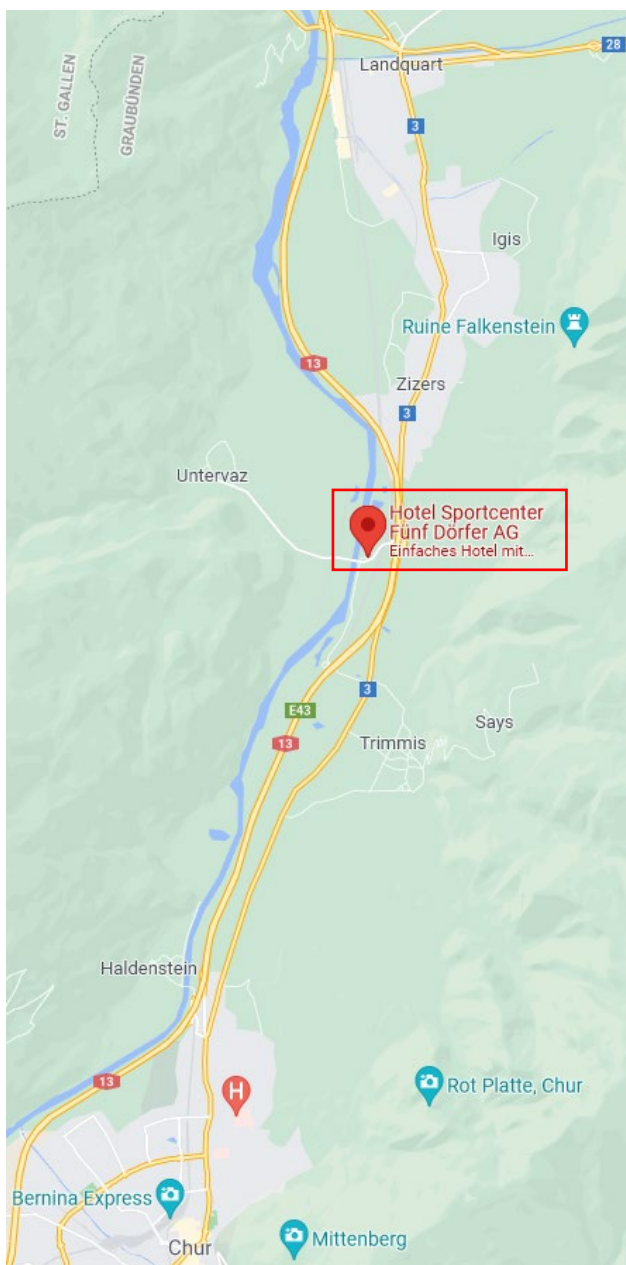 28
Landquart
ST. GALLEN
GRAUBÜNDEN
3
Igis
Ruine Falkenstein
13
Zizers
3
Untervaz
Hotel Sportcenter
Fünf Dörfer AG
Einfaches Hotel mit...
3
E43
Says
13
Trimmis
Haldenstein
13
H
Rot Platte, Chur
Bernina Express
Mittenberg
Chur